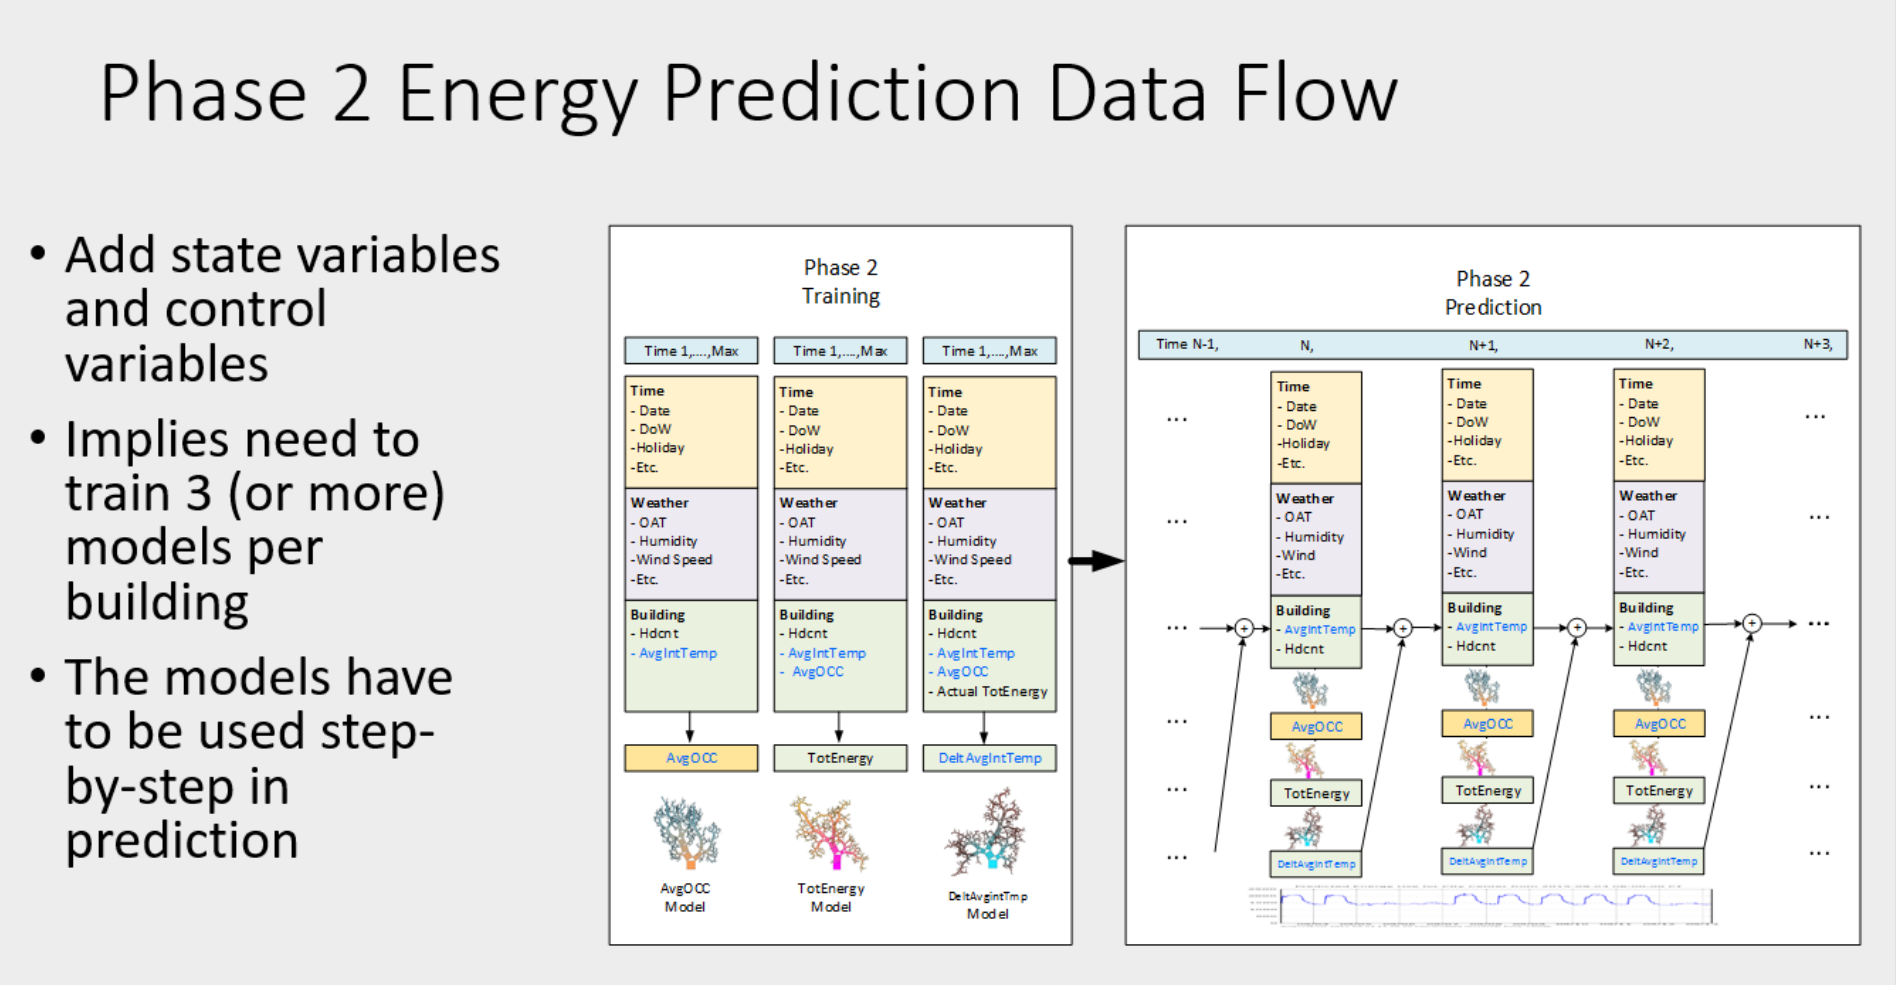 Phase 2 Energy Prediction Data Flow
• Add state variables
and control
variables
• Implies need to
train 3 (or more)
models per
building
• The models have
to be used step-
by-step in
prediction
Phase 2
Training
Time 1,....,Max
Time
- Date
- DoW
-Holiday
-Etc.
Weather
- OAT
- Humidity
-Wind Speed
-Etc.
Building
- Hdcnt
- AvgIntTemp
AvgOCC
AvgOCC
Model
Time 1,....,Max
Time
- Date
- DoW
-Holiday
-Etc.
Weather
- OAT
- Humidity
-Wind Speed
-Etc.
Building
- Hdcnt
- AvgIntTemp
- AvgOCC
TotEnergy
TotEnergy
Model
Time 1,....,Max
Time
- Date
- DoW
-Holiday
-Etc.
Weather
- OAT
- Humidity
-Wind Speed
-Etc.
Building
- Hdcnt
- AvgIntTemp
- AvgOCC
- Actual TotEnergy
DeltAvgIntTemp
DeltAvgintTmp
Model
Phase 2
Prediction
Time N-1, N, N+1, N+2, N+3,
Time
- Date
- DoW
-Holiday
-Etc.
Weather
- OAT
- Humidity
-Wind
-Etc.
Building
- AvgIntTemp
- Hdcnt
AvgOCC
TotEnergy
DeltAvgIntTemp
Time
- Date
- DoW
-Holiday
-Etc.
Weather
- OAT
- Humidity
-Wind
-Etc.
Building
- AvgIntTemp
- Hdcnt
AvgOCC
TotEnergy
DeltAvgIntTemp
Time
- Date
- DoW
-Holiday
-Etc.
Weather
- OAT
- Humidity
-Wind
-Etc.
Building
- AvgIntTemp
- Hdcnt
AvgOCC
TotEnergy
DeltAvgIntTemp